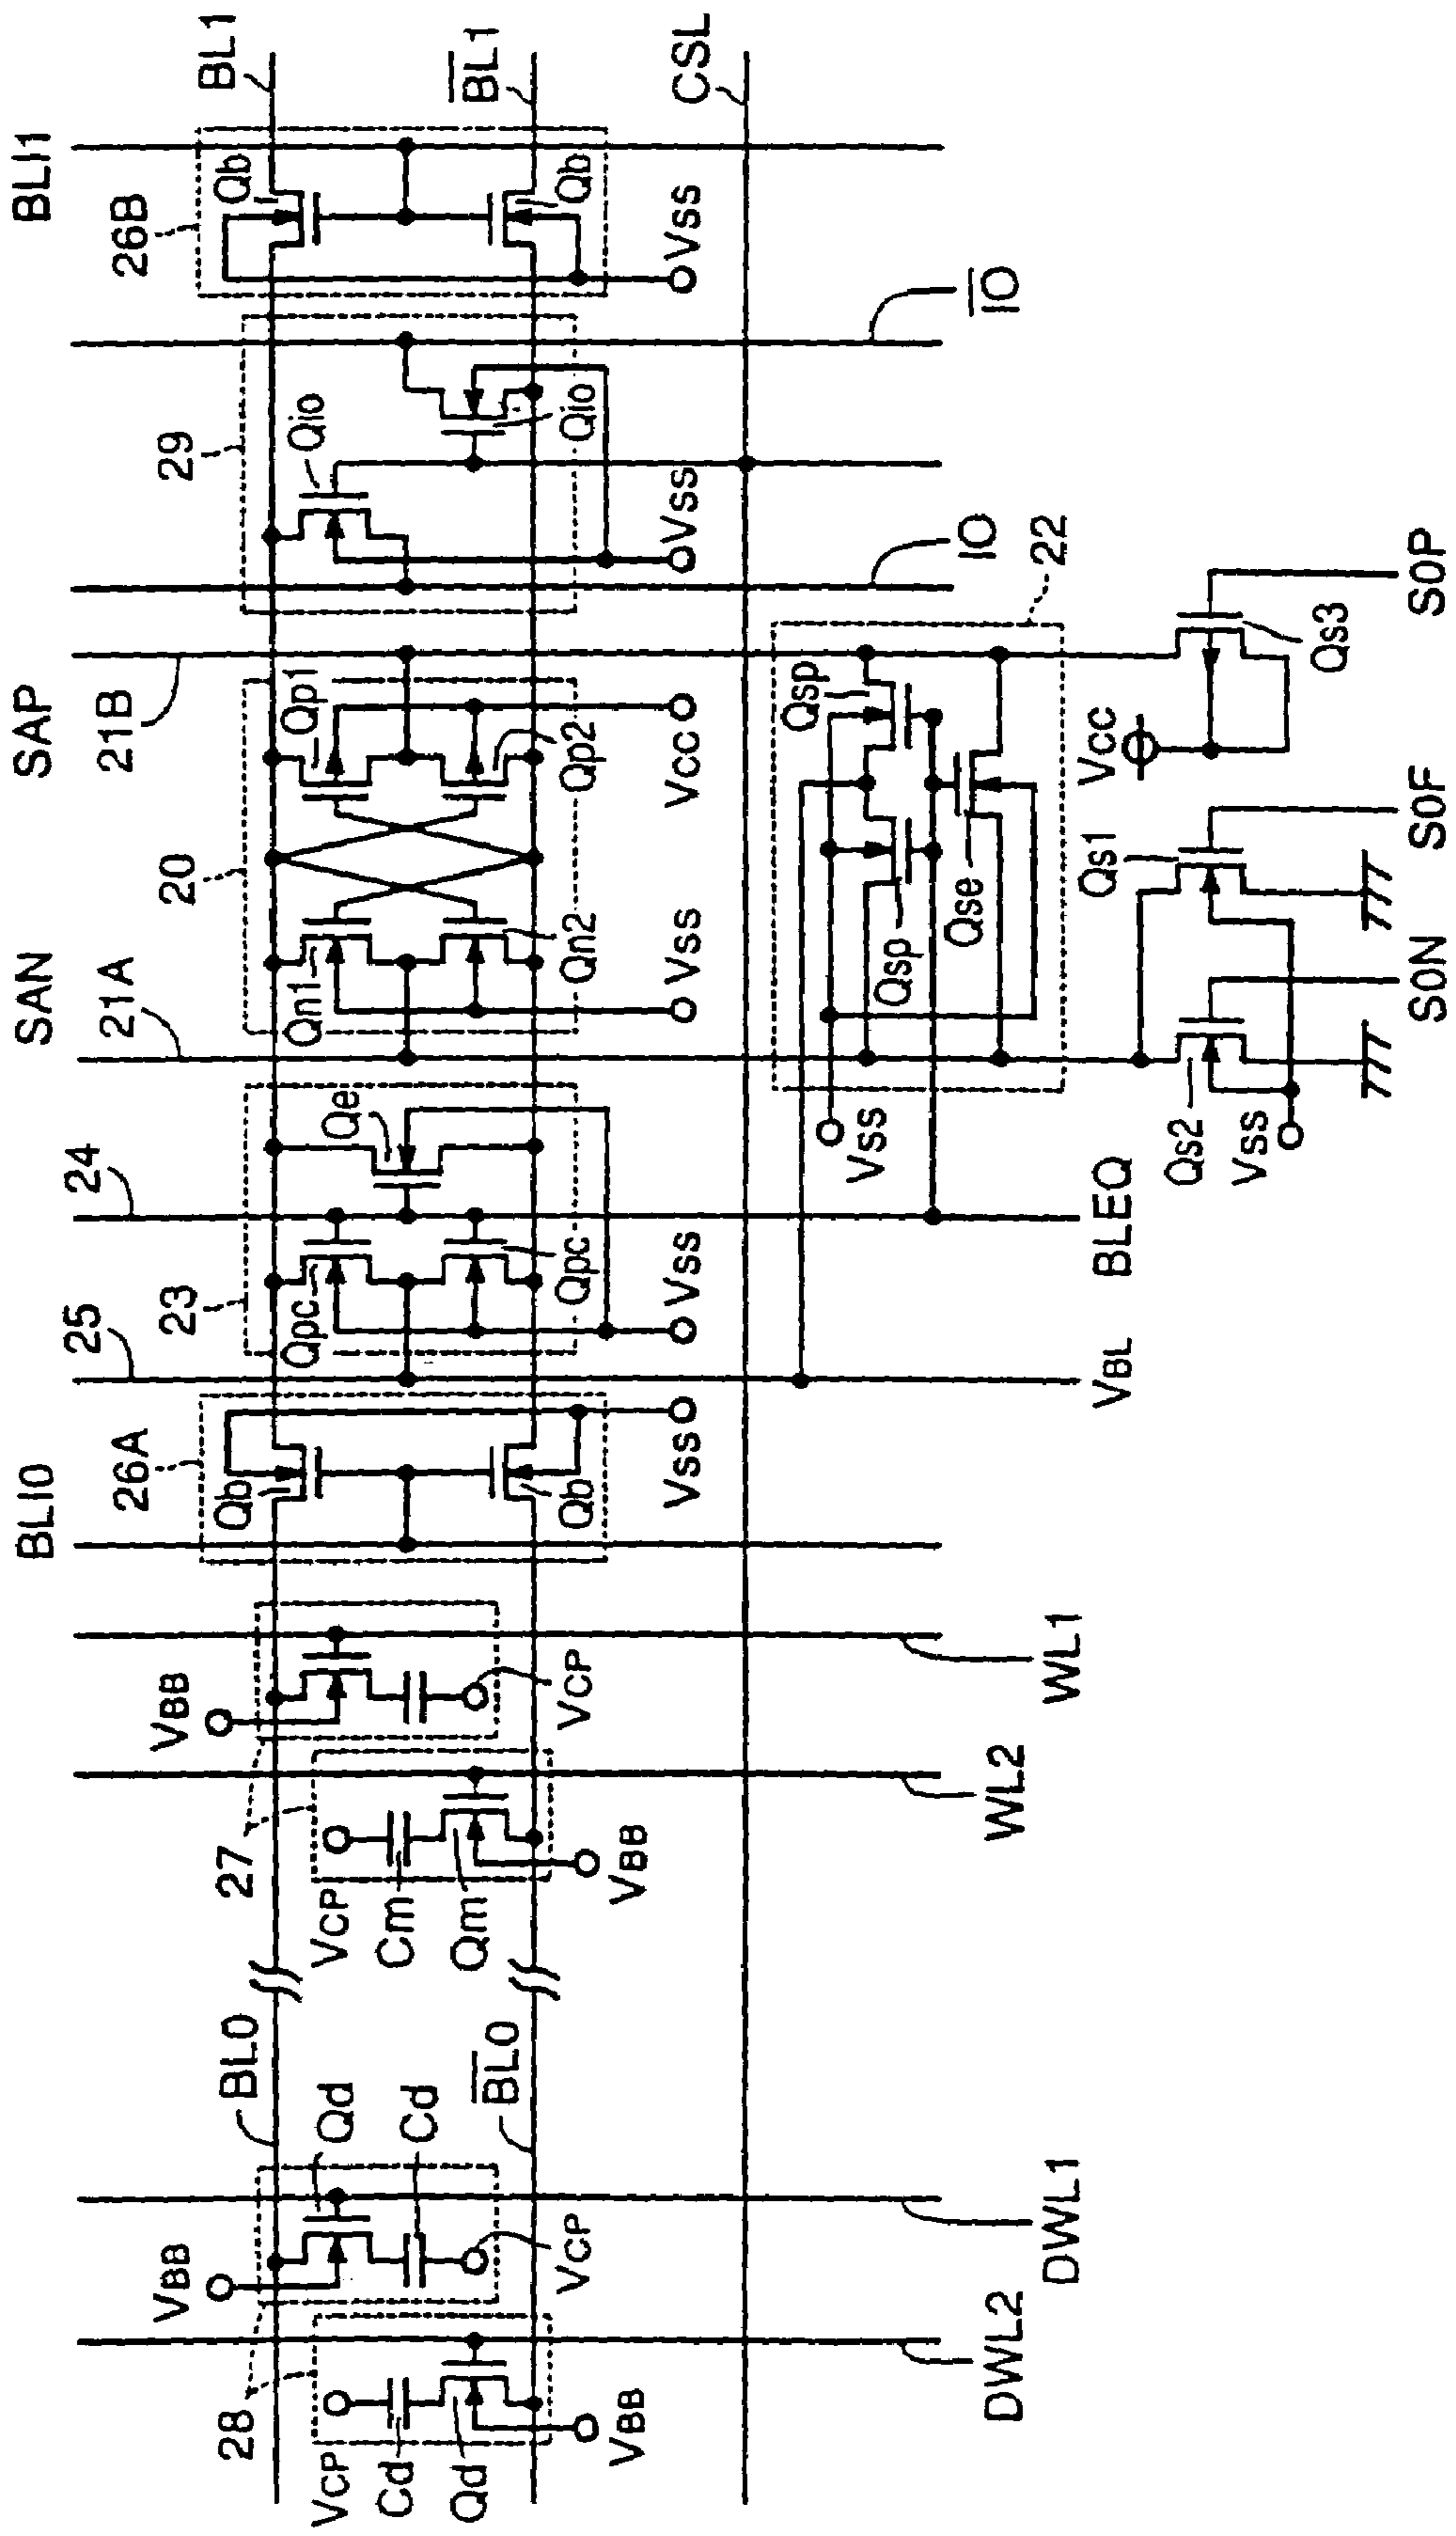 BLI0
SAN
SAP
BLI1
25
24
21A
21B
28
VBB
27
VBB
26A
23
20
29
26B
BL0
BL1
Qb
Qpc
Qe
Qn1
Qp1
Qio
Qb
VCP
Qd
VCP
Cd
Cd
Cm
Qd
Qm
BL0
BL1
VCP
VCP
Qb
Qpc
Qn2
Qp2
Qio
Qb
VBB
VBB
Vss
Vss
Vss
Vcc
Vss
Vss
CSL
Vss
Qsp
Qsp
Qse
22
IO
IO
DWL2
DWL1
WL2
WL1
VBL
BLEQ
Qs2
Vss
Qs1
Vcc
Qs3
S0N
S0F
S0P